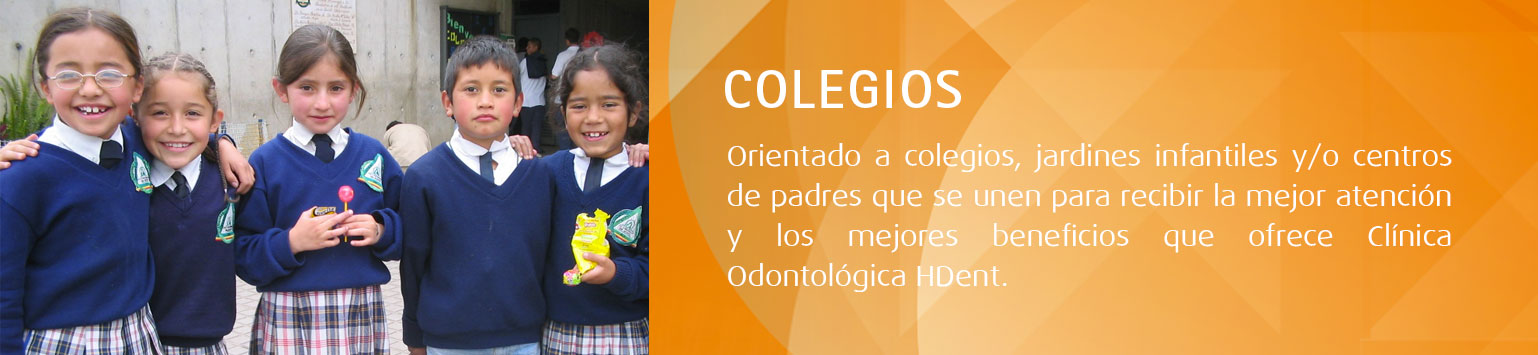 Bienve
COLEGIOS
Orientado a colegios, jardines infantiles y/o centros
de padres que se unen para recibir la mejor atención
y los mejores beneficios que ofrece Clínica
Odontológica HDent.